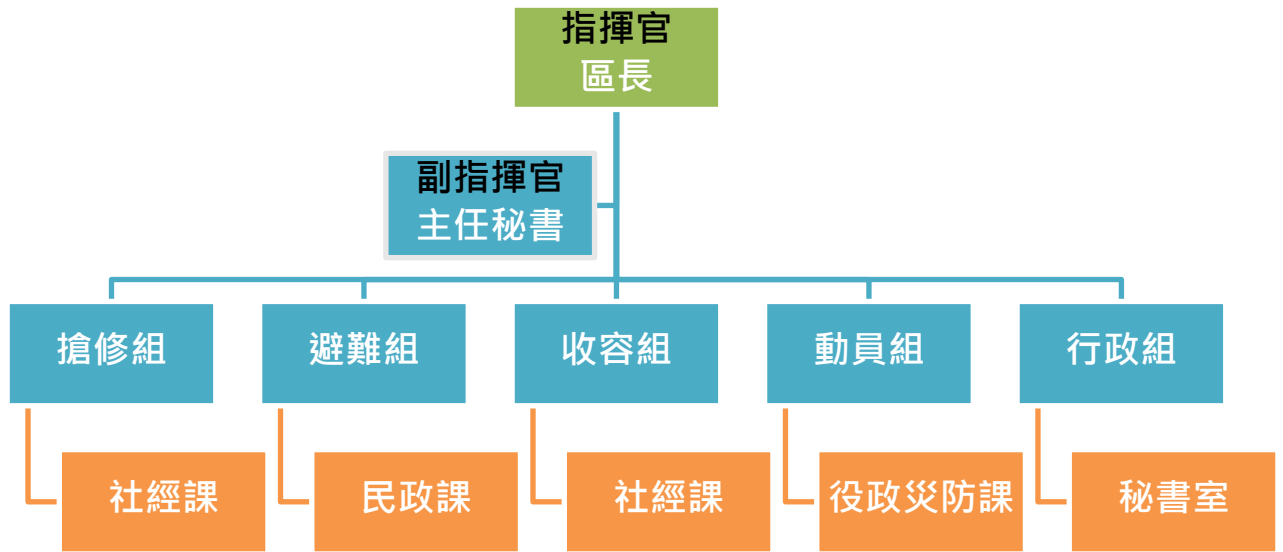 指揮官
區長
副指揮官
主任秘書
搶修組
避難組
收容組
動員組
行政組
社經課
民政課
社經課
役政災防課
秘書室